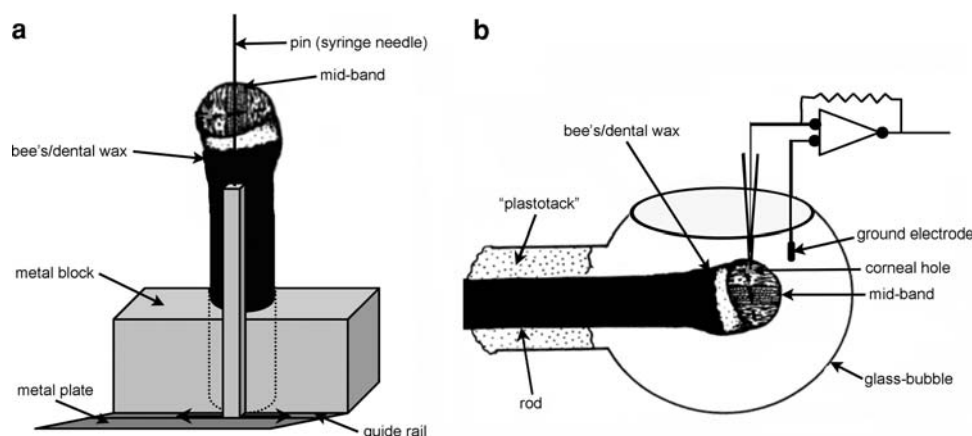 a
pin (syringe needle)
mid-band
bee's/dental wax
metal block
metal plate
guide rail
b
bee's/dental wax
"plastotack"
ground electrode
corneal hole
mid-band
glass-bubble
rod